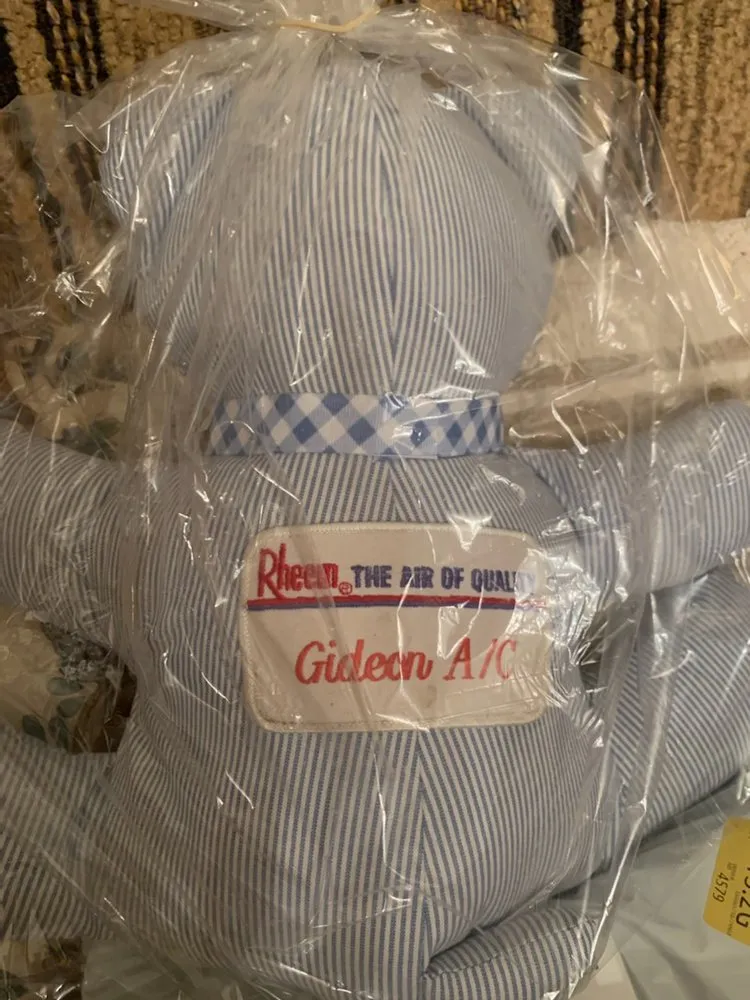 Rheem® THE AIR OF QUALITY
Gideon A/C
4579